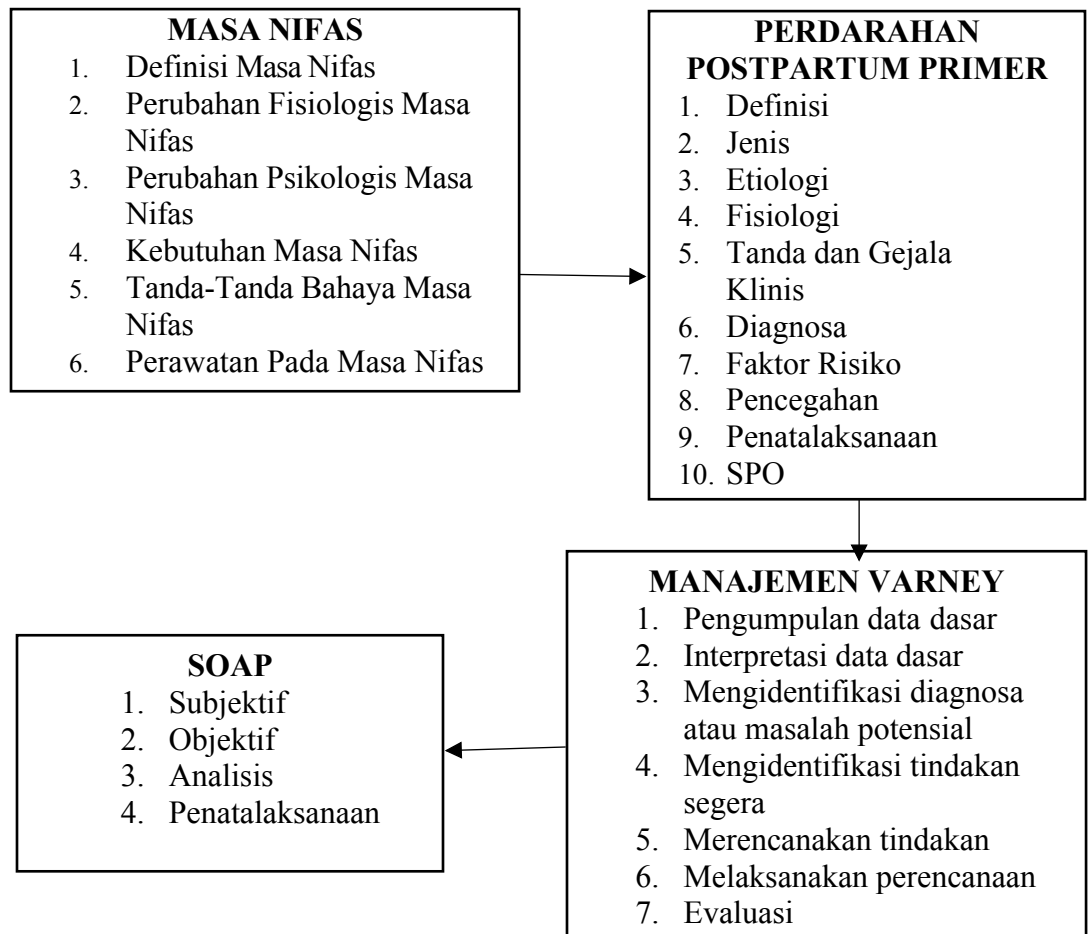 MASA NIFAS
1. Definisi Masa Nifas
2. Perubahan Fisiologis Masa
Nifas
3. Perubahan Psikologis Masa
Nifas
4. Kebutuhan Masa Nifas
5. Tanda-Tanda Bahaya Masa
Nifas
6. Perawatan Pada Masa Nifas
PERDARAHAN
POSTPARTUM PRIMER
1. Definisi
2. Jenis
3. Etiologi
4. Fisiologi
5. Tanda dan Gejala
Klinis
6. Diagnosa
7. Faktor Risiko
8. Pencegahan
9. Penatalaksanaan
10. SPO
MANAJEMEN VARNEY
1. Pengumpulan data dasar
2. Interpretasi data dasar
3. Mengidentifikasi diagnosa
atau masalah potensial
4. Mengidentifikasi tindakan
segera
5. Merencanakan tindakan
6. Melaksanakan perencanaan
7. Evaluasi
SOAP
1. Subjektif
2. Objektif
3. Analisis
4. Penatalaksanaan